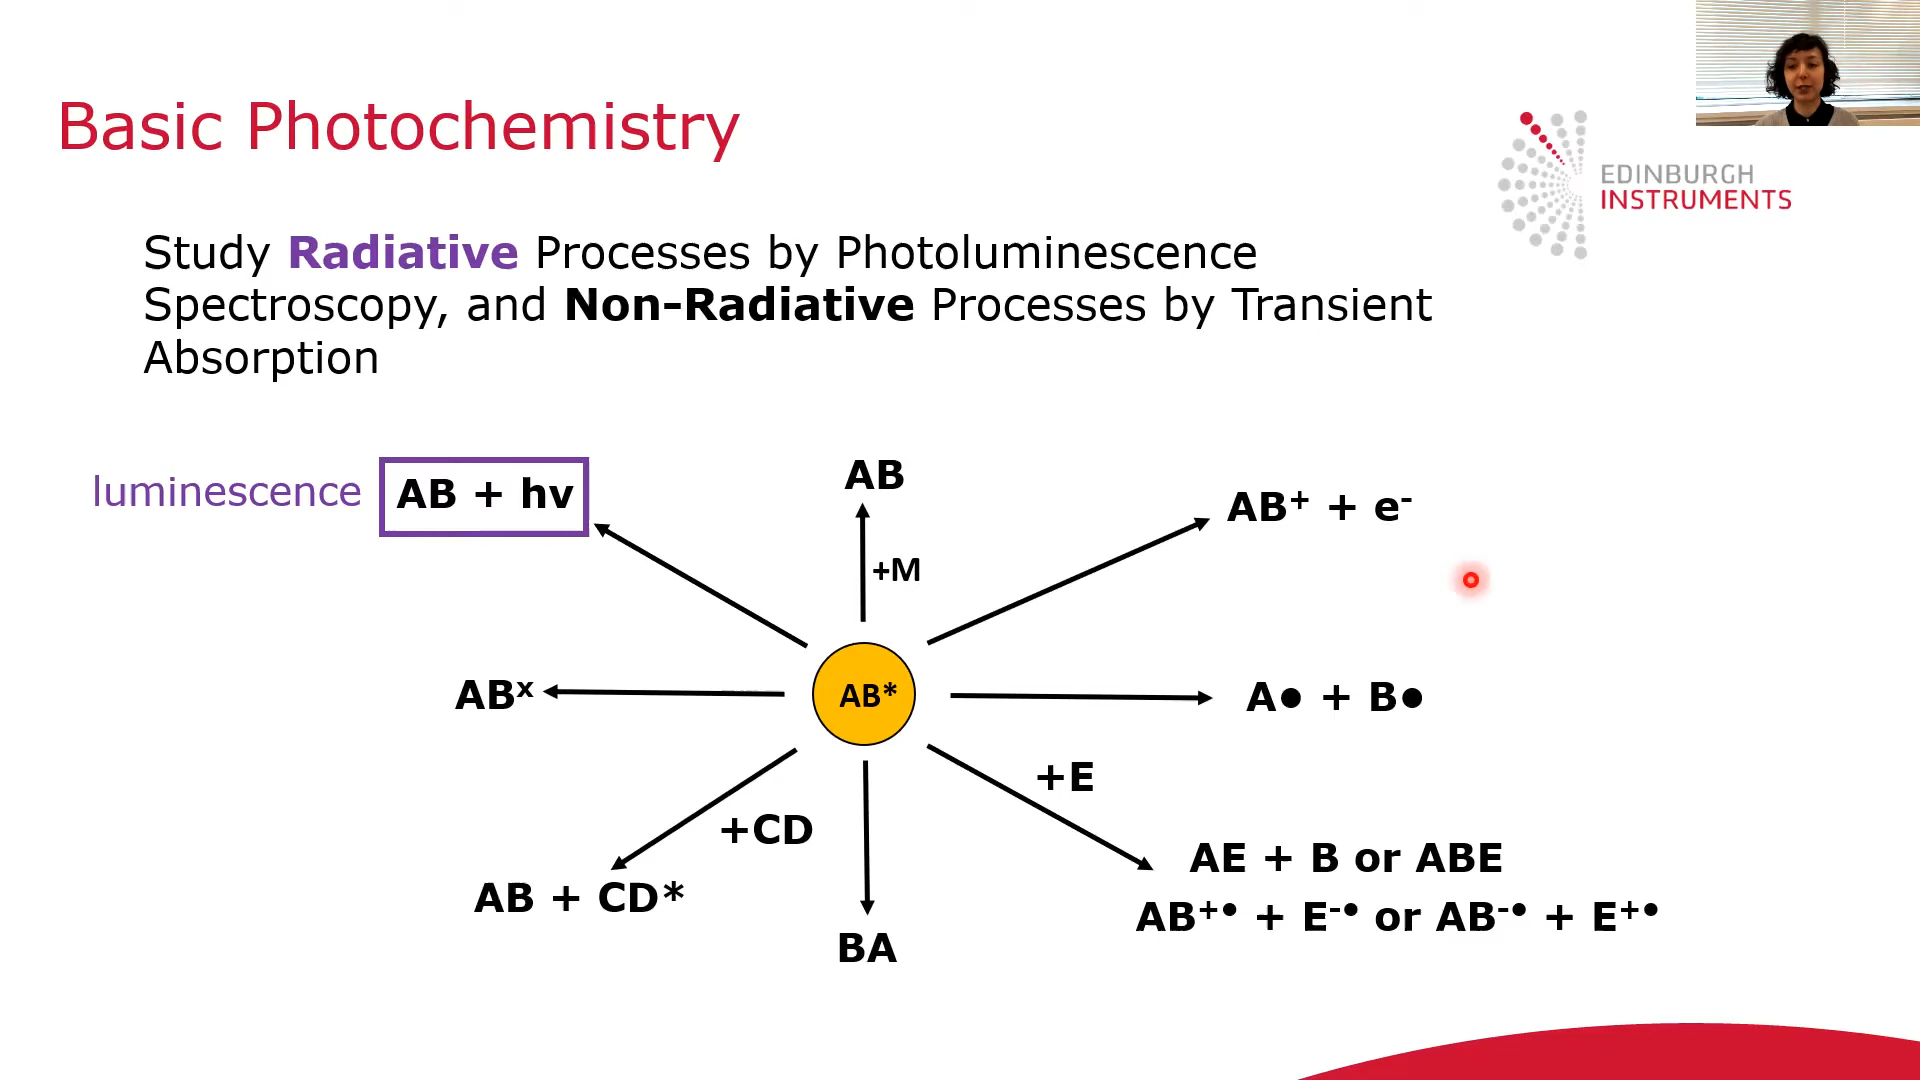 Basic Photochemistry
EDINBURGH
INSTRUMENTS
Study Radiative Processes by Photoluminescence
Spectroscopy, and Non-Radiative Processes by Transient
Absorption
luminescence
AB + hv
AB
AB⁺ + e⁻
+M
ABˣ
AB*
A● + B●
+E
+CD
AE + B or ABE
AB + CD*
AB⁺• + E⁻• or AB⁻• + E⁺•
BA